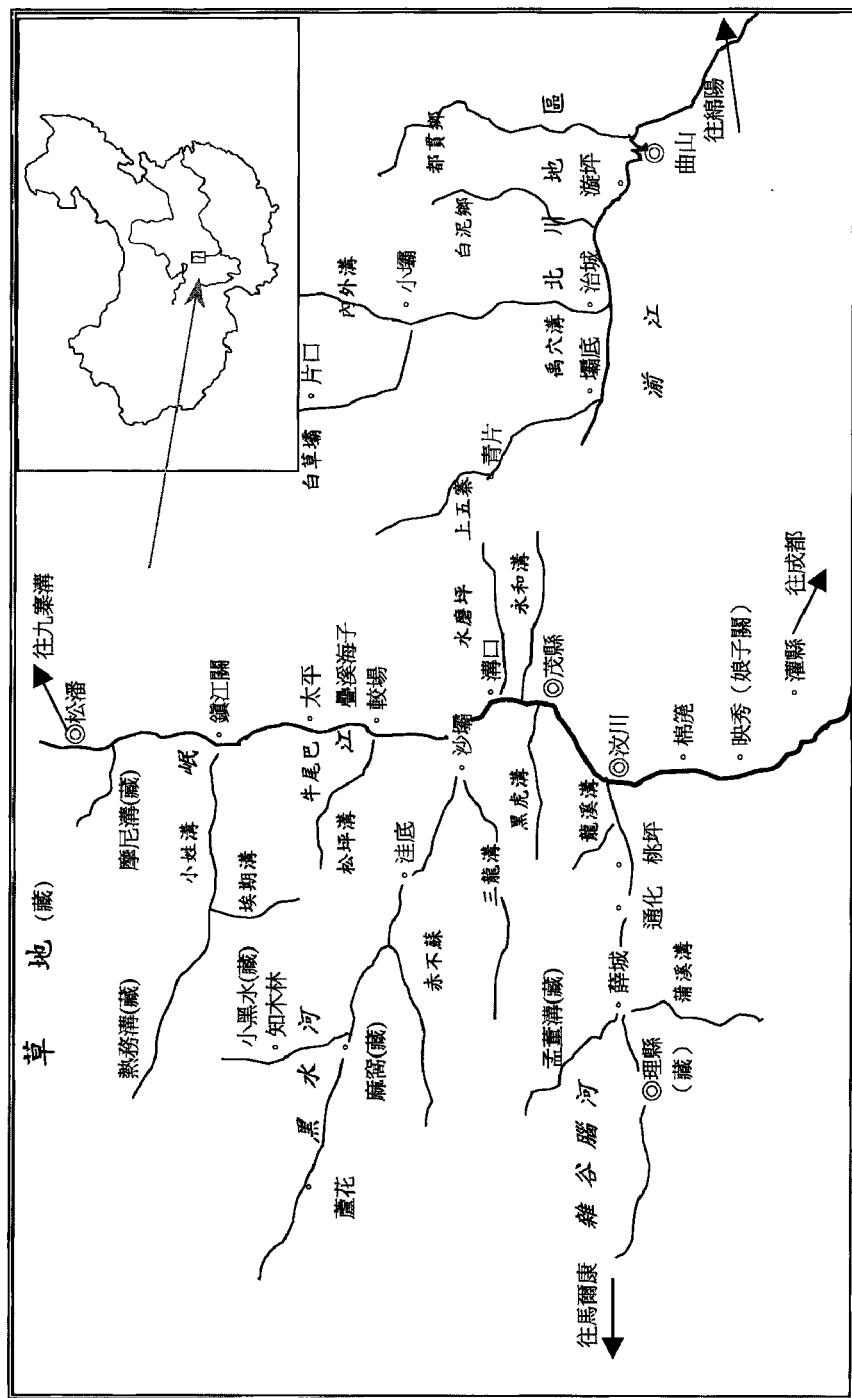 草 地 (藏)
往九寨溝
松潘
摩尼溝(藏)
岷
江
熱務溝(藏)
小姓溝
鎮江關
埃期溝
小黑水(藏)
知木林
牛尾巴
太平
疊溪海子
較場
松坪溝
黑 水 河
蘆花
麻窩(藏)
洼底
赤不蘇
沙壩
三龍溝
水磨坪
溝口
永和溝
茂縣
黑虎溝
孟董溝(藏)
龍溪溝
汶川
雜 谷 腦 河
往馬爾康
理縣
(藏)
薛城
蒲溪溝
通化
桃坪
棉篪
映秀 (娘子關)
灌縣
往成都
白草壩
片口
內外溝
小壩
上五寨
青片
禹穴溝
壩底
治城
北 川 地 區
白泥鄉
都貫鄉
漩坪
曲山
往綿陽
湔 江